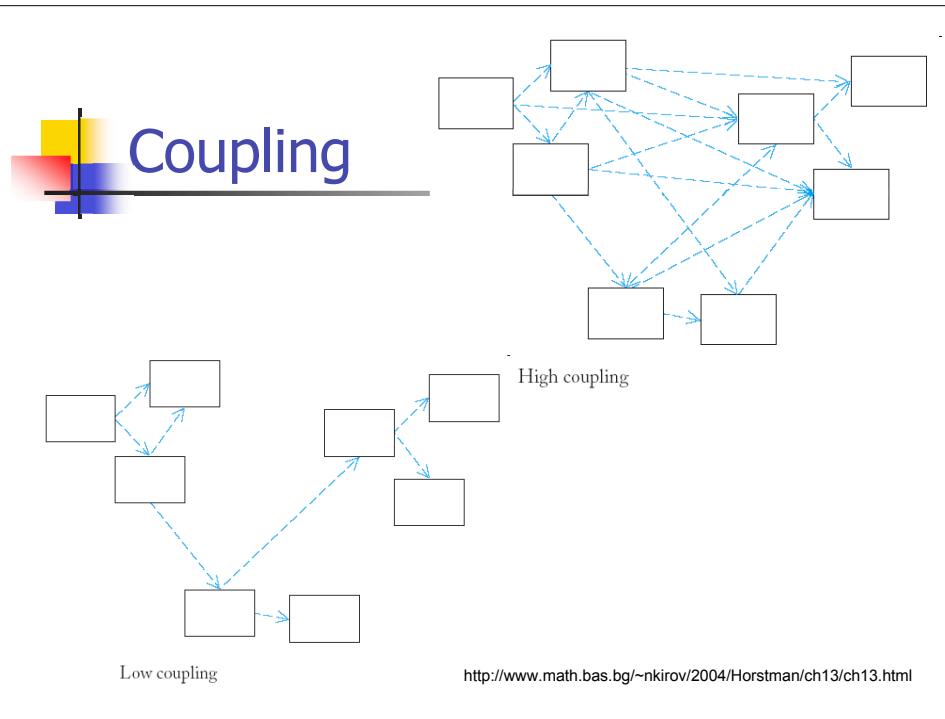 Coupling
High coupling
Low coupling
http://www.math.bas.bg/~nkirov/2004/Horstman/ch13/ch13.html